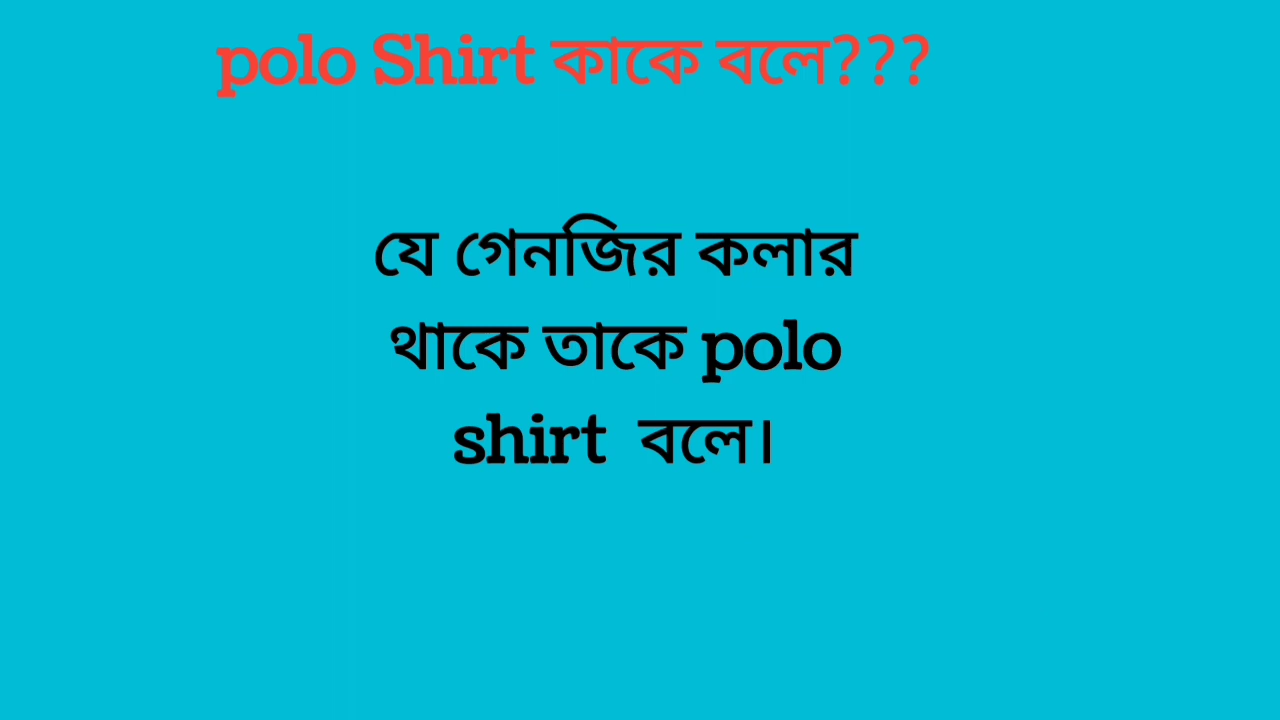 polo Shirt কাকে বলে???
যে গেনজির কলার
থাকে তাকে polo
shirt বলে।